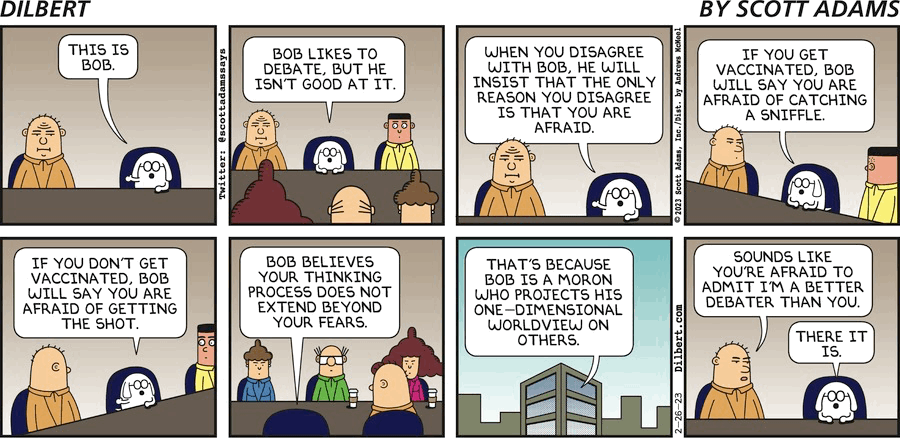 DILBERT
BY SCOTT ADAMS
THIS IS
BOB.
Twitter: @scottadamssays
BOB LIKES TO
DEBATE, BUT HE
ISN'T GOOD AT IT.
WHEN YOU DISAGREE
WITH BOB, HE WILL
INSIST THAT THE ONLY
REASON YOU DISAGREE
IS THAT YOU ARE
AFRAID.
© 2023 Scott Adams, Inc./Dist. by Andrews McMeel
IF YOU GET
VACCINATED, BOB
WILL SAY YOU ARE
AFRAID OF CATCHING
A SNIFFLE.
IF YOU DON'T GET
VACCINATED, BOB
WILL SAY YOU ARE
AFRAID OF GETTING
THE SHOT.
BOB BELIEVES
YOUR THINKING
PROCESS DOES NOT
EXTEND BEYOND
YOUR FEARS.
THAT'S BECAUSE
BOB IS A MORON
WHO PROJECTS HIS
ONE-DIMENSIONAL
WORLDVIEW ON
OTHERS.
2-26-23 Dilbert.com
SOUNDS LIKE
YOU'RE AFRAID TO
ADMIT I'M A BETTER
DEBATER THAN YOU.
THERE IT
IS.